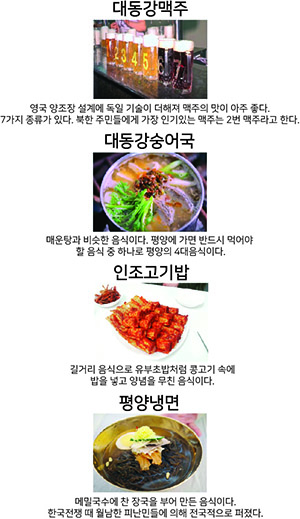 대동강맥주
1 2 3 4 5 6 7
영국 양조장 설계에 독일 기술이 더해져 맥주의 맛이 아주 좋다.
7가지 종류가 있다. 북한 주민들에게 가장 인기있는 맥주는 2번 맥주라고 한다.
대동강숭어국
매운탕과 비슷한 음식이다. 평양에 가면 반드시 먹어야
할 음식 중 하나로 평양의 4대음식이다.
인조고기밥
길거리 음식으로 유부초밥처럼 콩고기 속에
밥을 넣고 양념을 무친 음식이다.
평양냉면
메밀국수에 찬 장국을 부어 만든 음식이다.
한국전쟁 때 월남한 피난민들에 의해 전국적으로 퍼졌다.